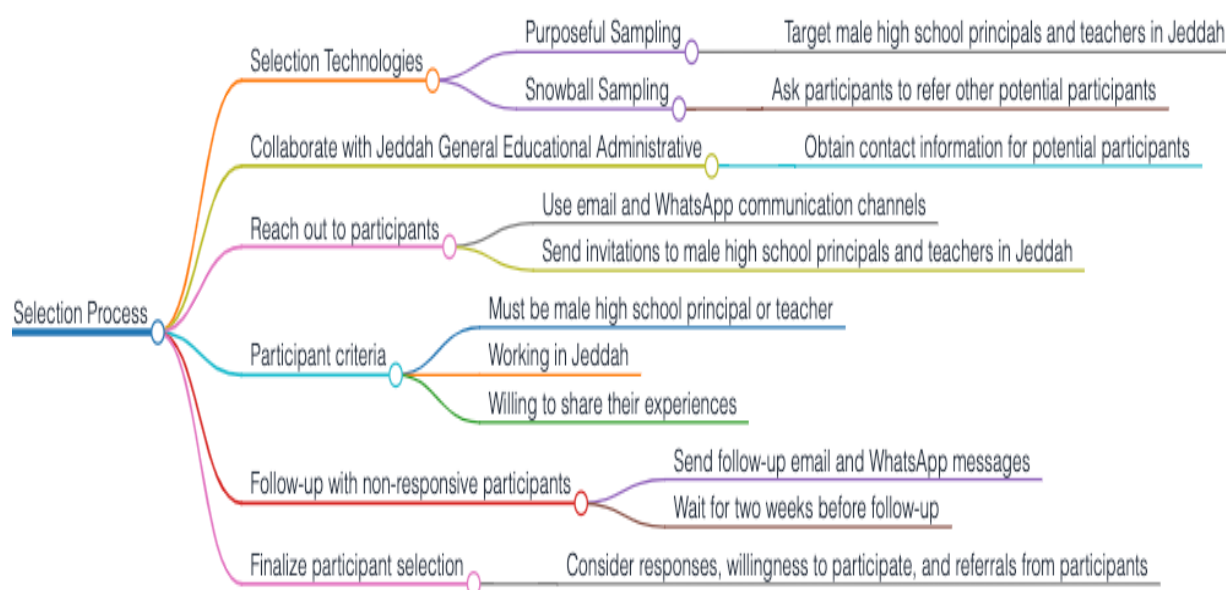 Selection Process
Selection Technologies
Purposeful Sampling
Target male high school principals and teachers in Jeddah
Snowball Sampling
Ask participants to refer other potential participants
Collaborate with Jeddah General Educational Administrative
Obtain contact information for potential participants
Reach out to participants
Use email and WhatsApp communication channels
Send invitations to male high school principals and teachers in Jeddah
Participant criteria
Must be male high school principal or teacher
Working in Jeddah
Willing to share their experiences
Follow-up with non-responsive participants
Send follow-up email and WhatsApp messages
Wait for two weeks before follow-up
Finalize participant selection
Consider responses, willingness to participate, and referrals from participants